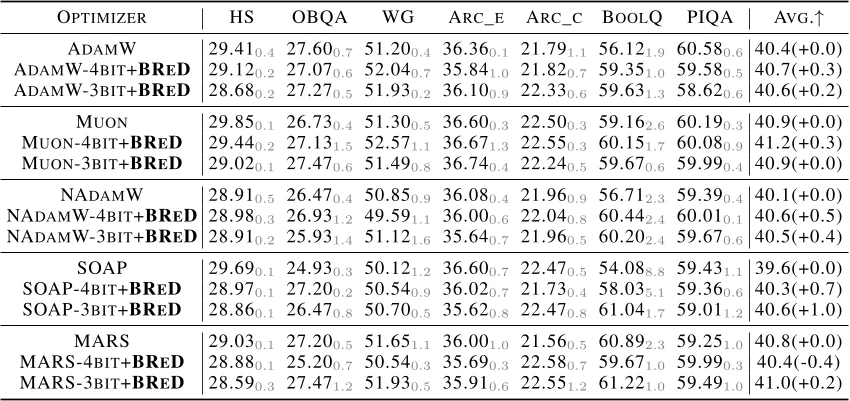 OPTIMIZER HS OBQA WG ARC_E ARC_C BOOLQ PIQA AVG.↑
ADAMW 29.41 0.4 27.60 0.7 51.20 0.4 36.36 0.1 21.79 1.1 56.12 1.9 60.58 0.6 40.4(+0.0)
ADAMW-4BIT+BRED 29.12 0.2 27.07 0.6 52.04 0.7 35.84 1.0 21.82 0.7 59.35 1.0 59.58 0.5 40.7(+0.3)
ADAMW-3BIT+BRED 28.68 0.2 27.27 0.5 51.93 0.2 36.10 0.9 22.33 0.6 59.63 1.3 58.62 0.6 40.6(+0.2)
MUON 29.85 0.1 26.73 0.4 51.30 0.5 36.60 0.3 22.50 0.3 59.16 2.6 60.19 0.3 40.9(+0.0)
MUON-4BIT+BRED 29.44 0.2 27.13 1.5 52.57 1.1 36.67 1.3 22.55 0.3 60.15 1.7 60.08 0.9 41.2(+0.3)
MUON-3BIT+BRED 29.02 0.1 27.47 0.6 51.49 0.8 36.74 0.4 22.24 0.5 59.67 0.6 59.99 0.4 40.9(+0.0)
NADAMW 28.91 0.5 26.47 0.4 50.85 0.9 36.08 0.4 21.96 0.9 56.71 2.3 59.39 0.4 40.1(+0.0)
NADAMW-4BIT+BRED 28.98 0.3 26.93 1.2 49.59 1.1 36.00 0.6 22.04 0.8 60.44 2.4 60.01 0.1 40.6(+0.5)
NADAMW-3BIT+BRED 28.91 0.2 25.93 1.4 51.12 1.6 35.64 0.7 21.96 0.5 60.20 2.4 59.67 0.6 40.5(+0.4)
SOAP 29.69 0.1 24.93 0.3 50.12 1.2 36.60 0.7 22.47 0.5 54.08 8.8 59.43 1.1 39.6(+0.0)
SOAP-4BIT+BRED 28.97 0.1 27.20 0.2 50.54 0.9 36.02 0.7 21.73 0.4 58.03 5.1 59.36 0.6 40.3(+0.7)
SOAP-3BIT+BRED 28.86 0.1 26.47 0.8 50.70 0.5 35.62 0.8 22.47 0.8 61.04 1.7 59.01 1.2 40.6(+1.0)
MARS 29.03 0.1 27.20 0.5 51.65 1.1 36.00 1.0 21.56 0.5 60.89 2.3 59.25 1.0 40.8(+0.0)
MARS-4BIT+BRED 28.88 0.1 25.20 0.7 50.54 0.3 35.69 0.3 22.58 0.7 59.67 1.0 59.99 0.3 40.4(-0.4)
MARS-3BIT+BRED 28.59 0.3 27.47 1.2 51.93 0.5 35.91 0.6 22.55 1.2 61.22 1.0 59.49 1.0 41.0(+0.2)